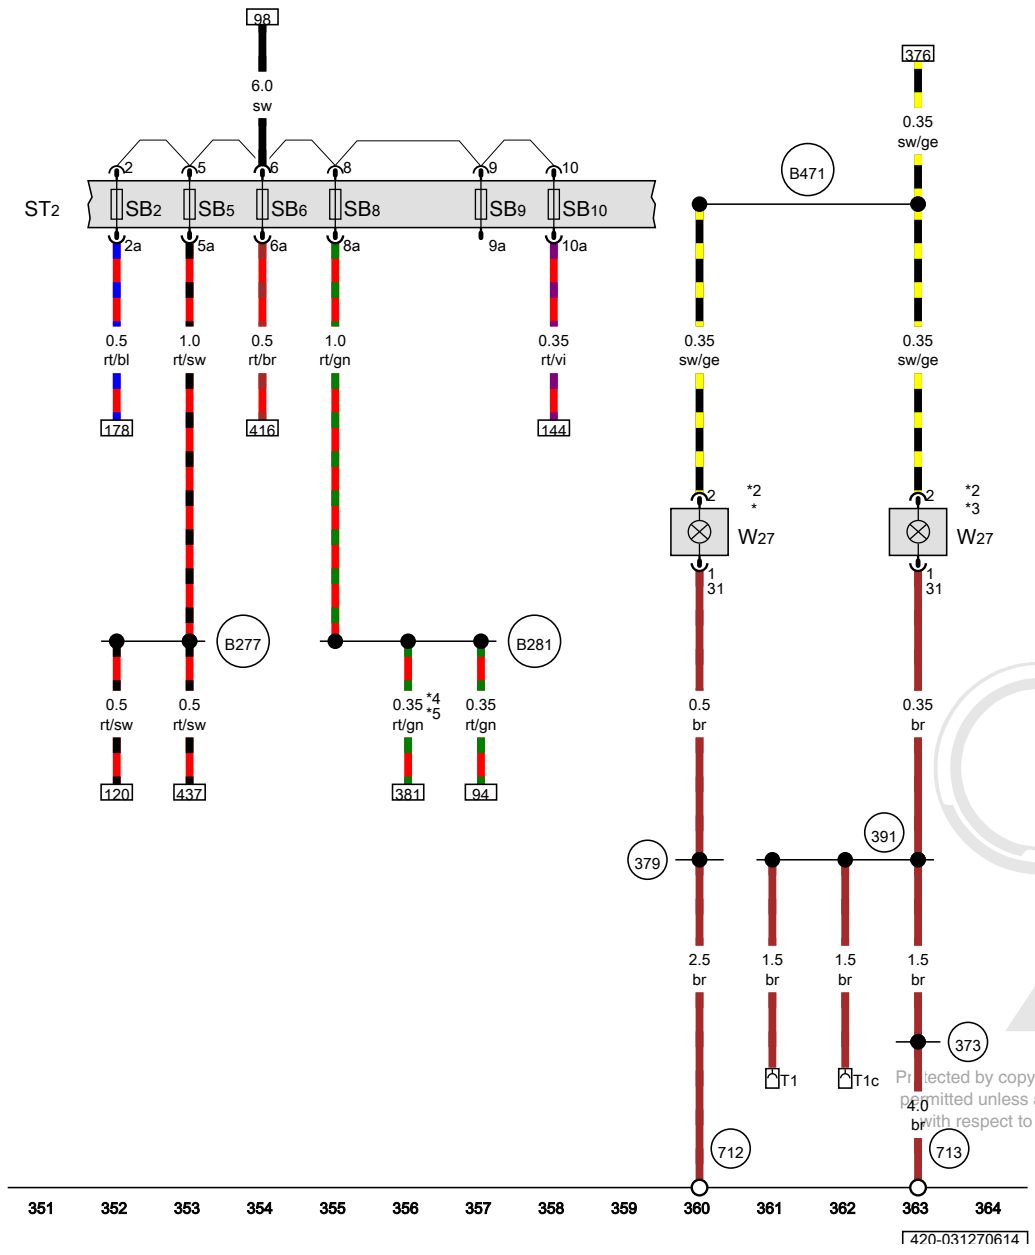 98
376
6.0
sw
0.35
sw/ge
B471
2 5 6 8 9 10
ST2 SB2 SB5 SB6 SB8 SB9 SB10
2a 5a 6a 8a 9a 10a
0.5 1.0 0.5 1.0 0.35 0.35 0.35
rt/bl rt/sw rt/br rt/gn rt/vi sw/ge sw/ge
178 416 144
2 *2 2 *2
* *3
W27 W27
1 1
31 31
B277 B281
0.5 0.5 0.35 *4 0.35 0.5 0.35
rt/sw rt/sw rt/gn *5 rt/gn br br
120 437 381 94
379 391
2.5 1.5 1.5 1.5
br br br br
373
T1 T1c
4.0
br
712 713
351 352 353 354 355 356 357 358 359 360 361 362 363 364
420-031270614